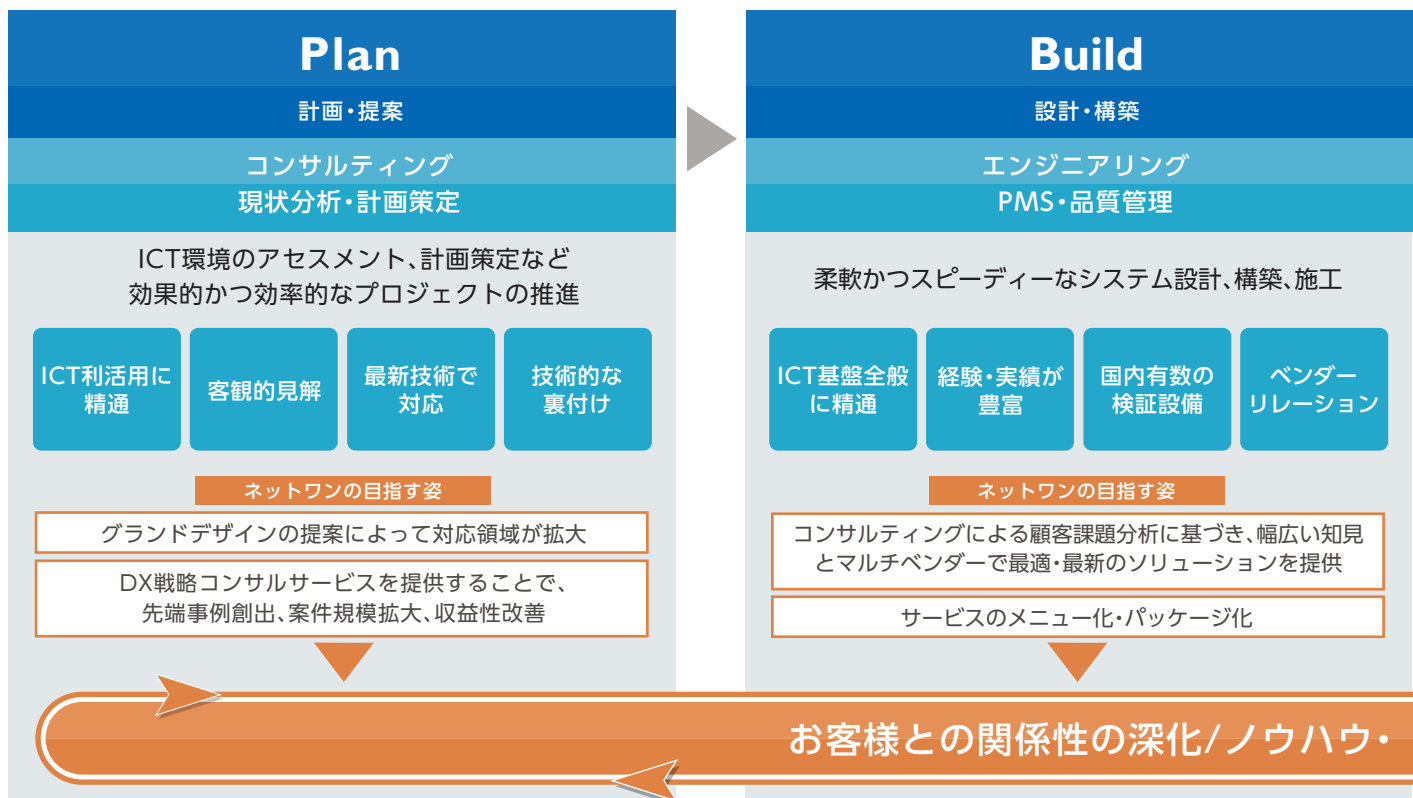 Plan
計画・提案
コンサルティング
現状分析・計画策定
ICT環境のアセスメント、計画策定など
効果的かつ効率的なプロジェクトの推進
ICT利活用に
精通
客観的見解
最新技術で
対応
技術的な
裏付け
ネットワンの目指す姿
グランドデザインの提案によって対応領域が拡大
DX戦略コンサルサービスを提供することで、
先端事例創出、案件規模拡大、収益性改善
Build
設計・構築
エンジニアリング
PMS・品質管理
柔軟かつスピーディーなシステム設計、構築、施工
ICT基盤全般
に精通
経験・実績が
豊富
国内有数の
検証設備
ベンダー
リレーション
ネットワンの目指す姿
コンサルティングによる顧客課題分析に基づき、幅広い知見
とマルチベンダーで最適・最新のソリューションを提供
サービスのメニュー化・パッケージ化
お客様との関係性の深化/ノウハウ・